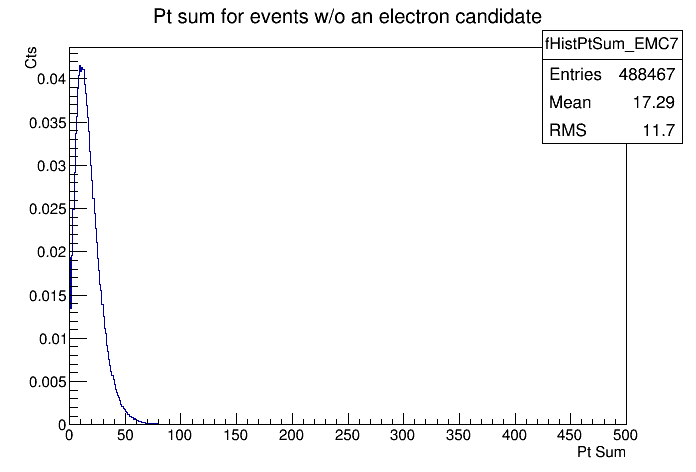 Pt sum for events w/o an electron candidate
fHistPtSum_EMC7
Entries 488467
Mean 17.29
RMS 11.7
Cts
0.04
0.035
0.03
0.025
0.02
0.015
0.01
0.005
0
0 50 100 150 200 250 300 350 400 450 500
Pt Sum